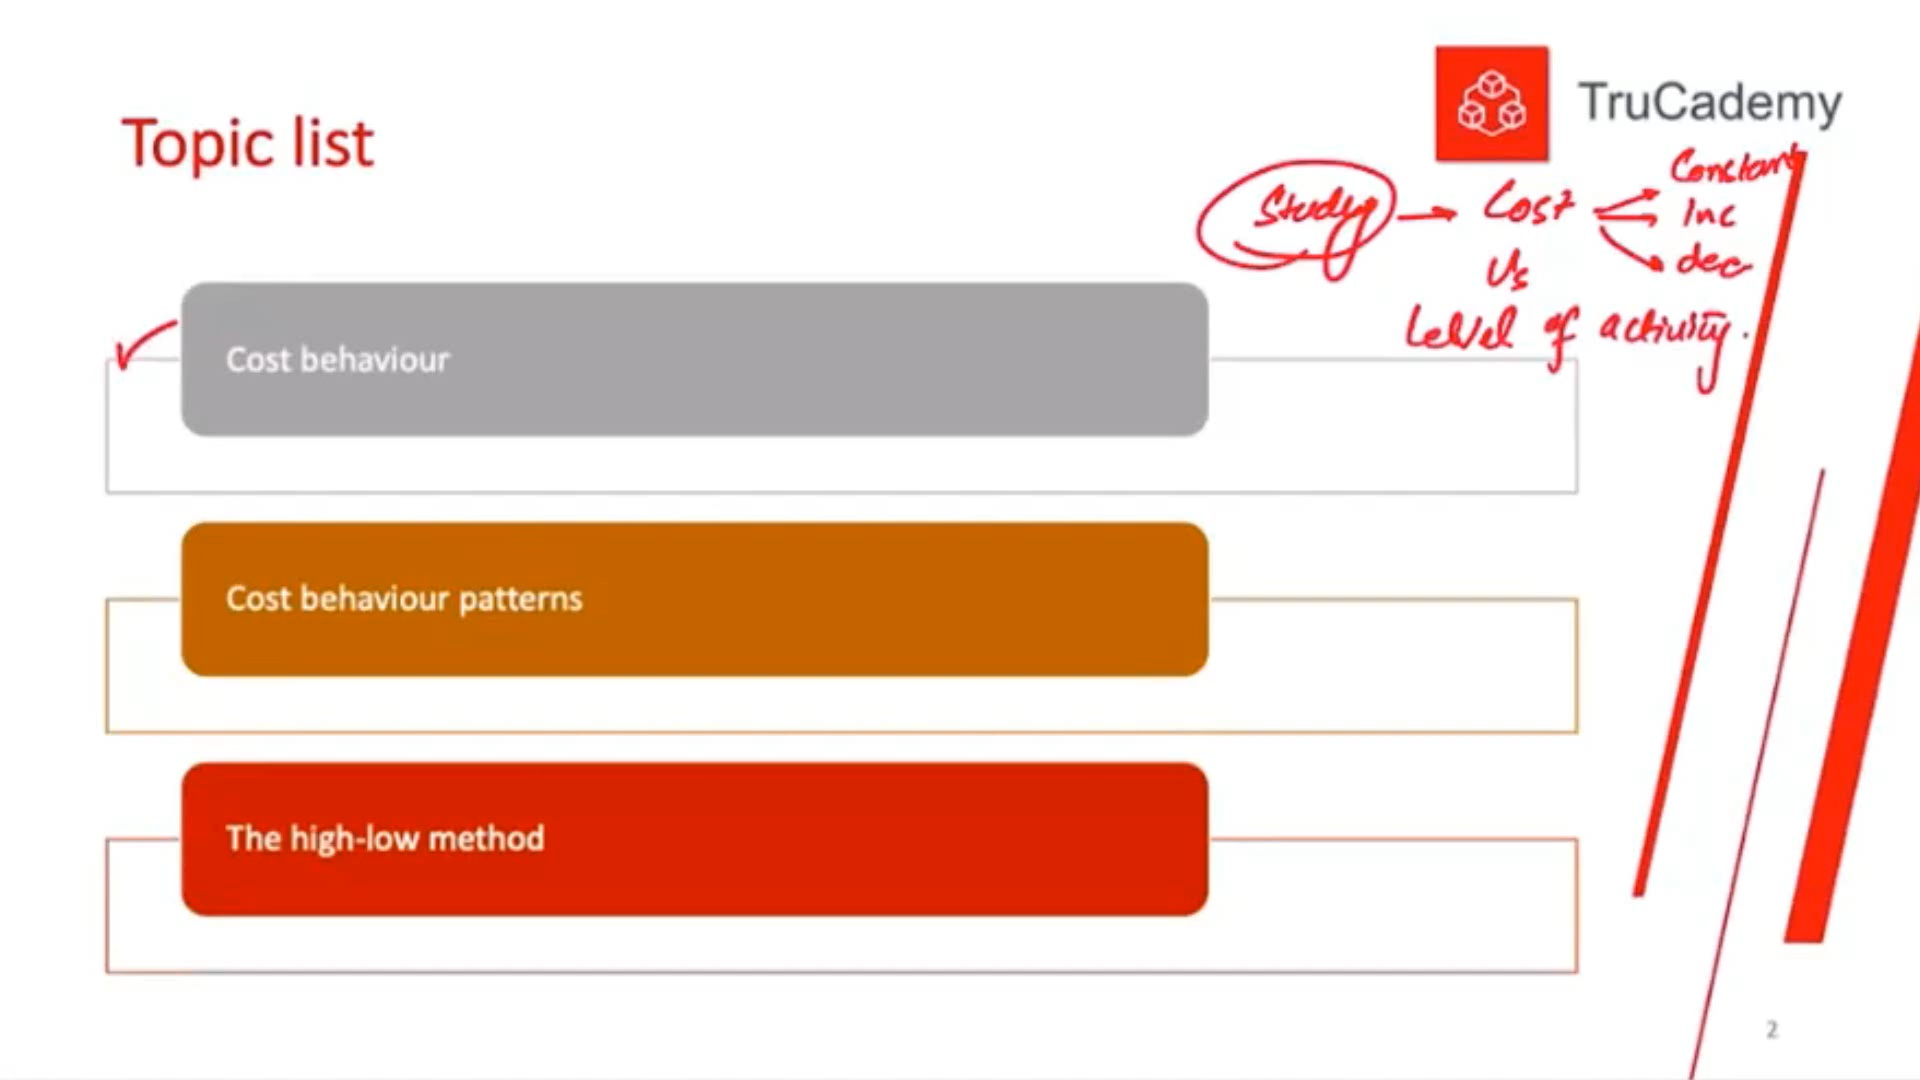 TruCademy
Topic list
Study → Cost
Constant
Inc
dec
Vs
Level of activity.
Cost behaviour
Cost behaviour patterns
The high-low method
2